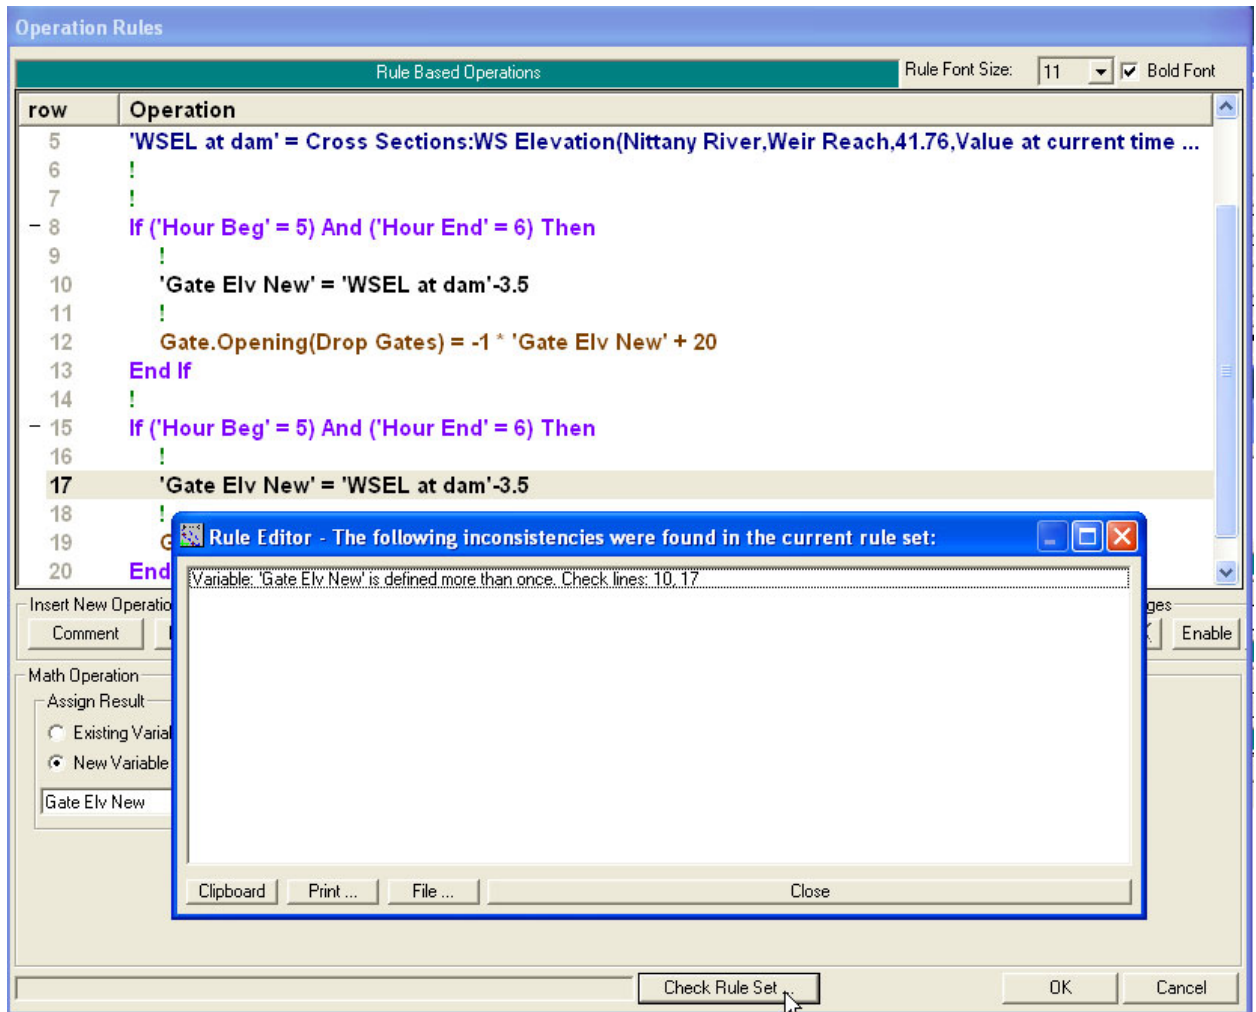 Operation Rules
Rule Based Operations Rule Font Size: 11 Bold Font
row Operation
5 'WSEL at dam' = Cross Sections:WS Elevation(Nittany River,Weir Reach,41.76,Value at current time ...
6 !
7 !
8 If ('Hour Beg' = 5) And ('Hour End' = 6) Then
9 !
10 'Gate Elv New' = 'WSEL at dam'-3.5
11 !
12 Gate.Opening(Drop Gates) = -1 * 'Gate Elv New' + 20
13 End If
14 !
15 If ('Hour Beg' = 5) And ('Hour End' = 6) Then
16 !
17 'Gate Elv New' = 'WSEL at dam'-3.5
18 !
19 G
20 End
Rule Editor - The following inconsistencies were found in the current rule set:
Variable: 'Gate Elv New' is defined more than once. Check lines: 10, 17
Clipboard Print ... File ... Close
Insert New Operatio ges
Comment Enable
Math Operation
Assign Result
Existing Variab
New Variable
Gate Elv New
Check Rule Set ... OK Cancel